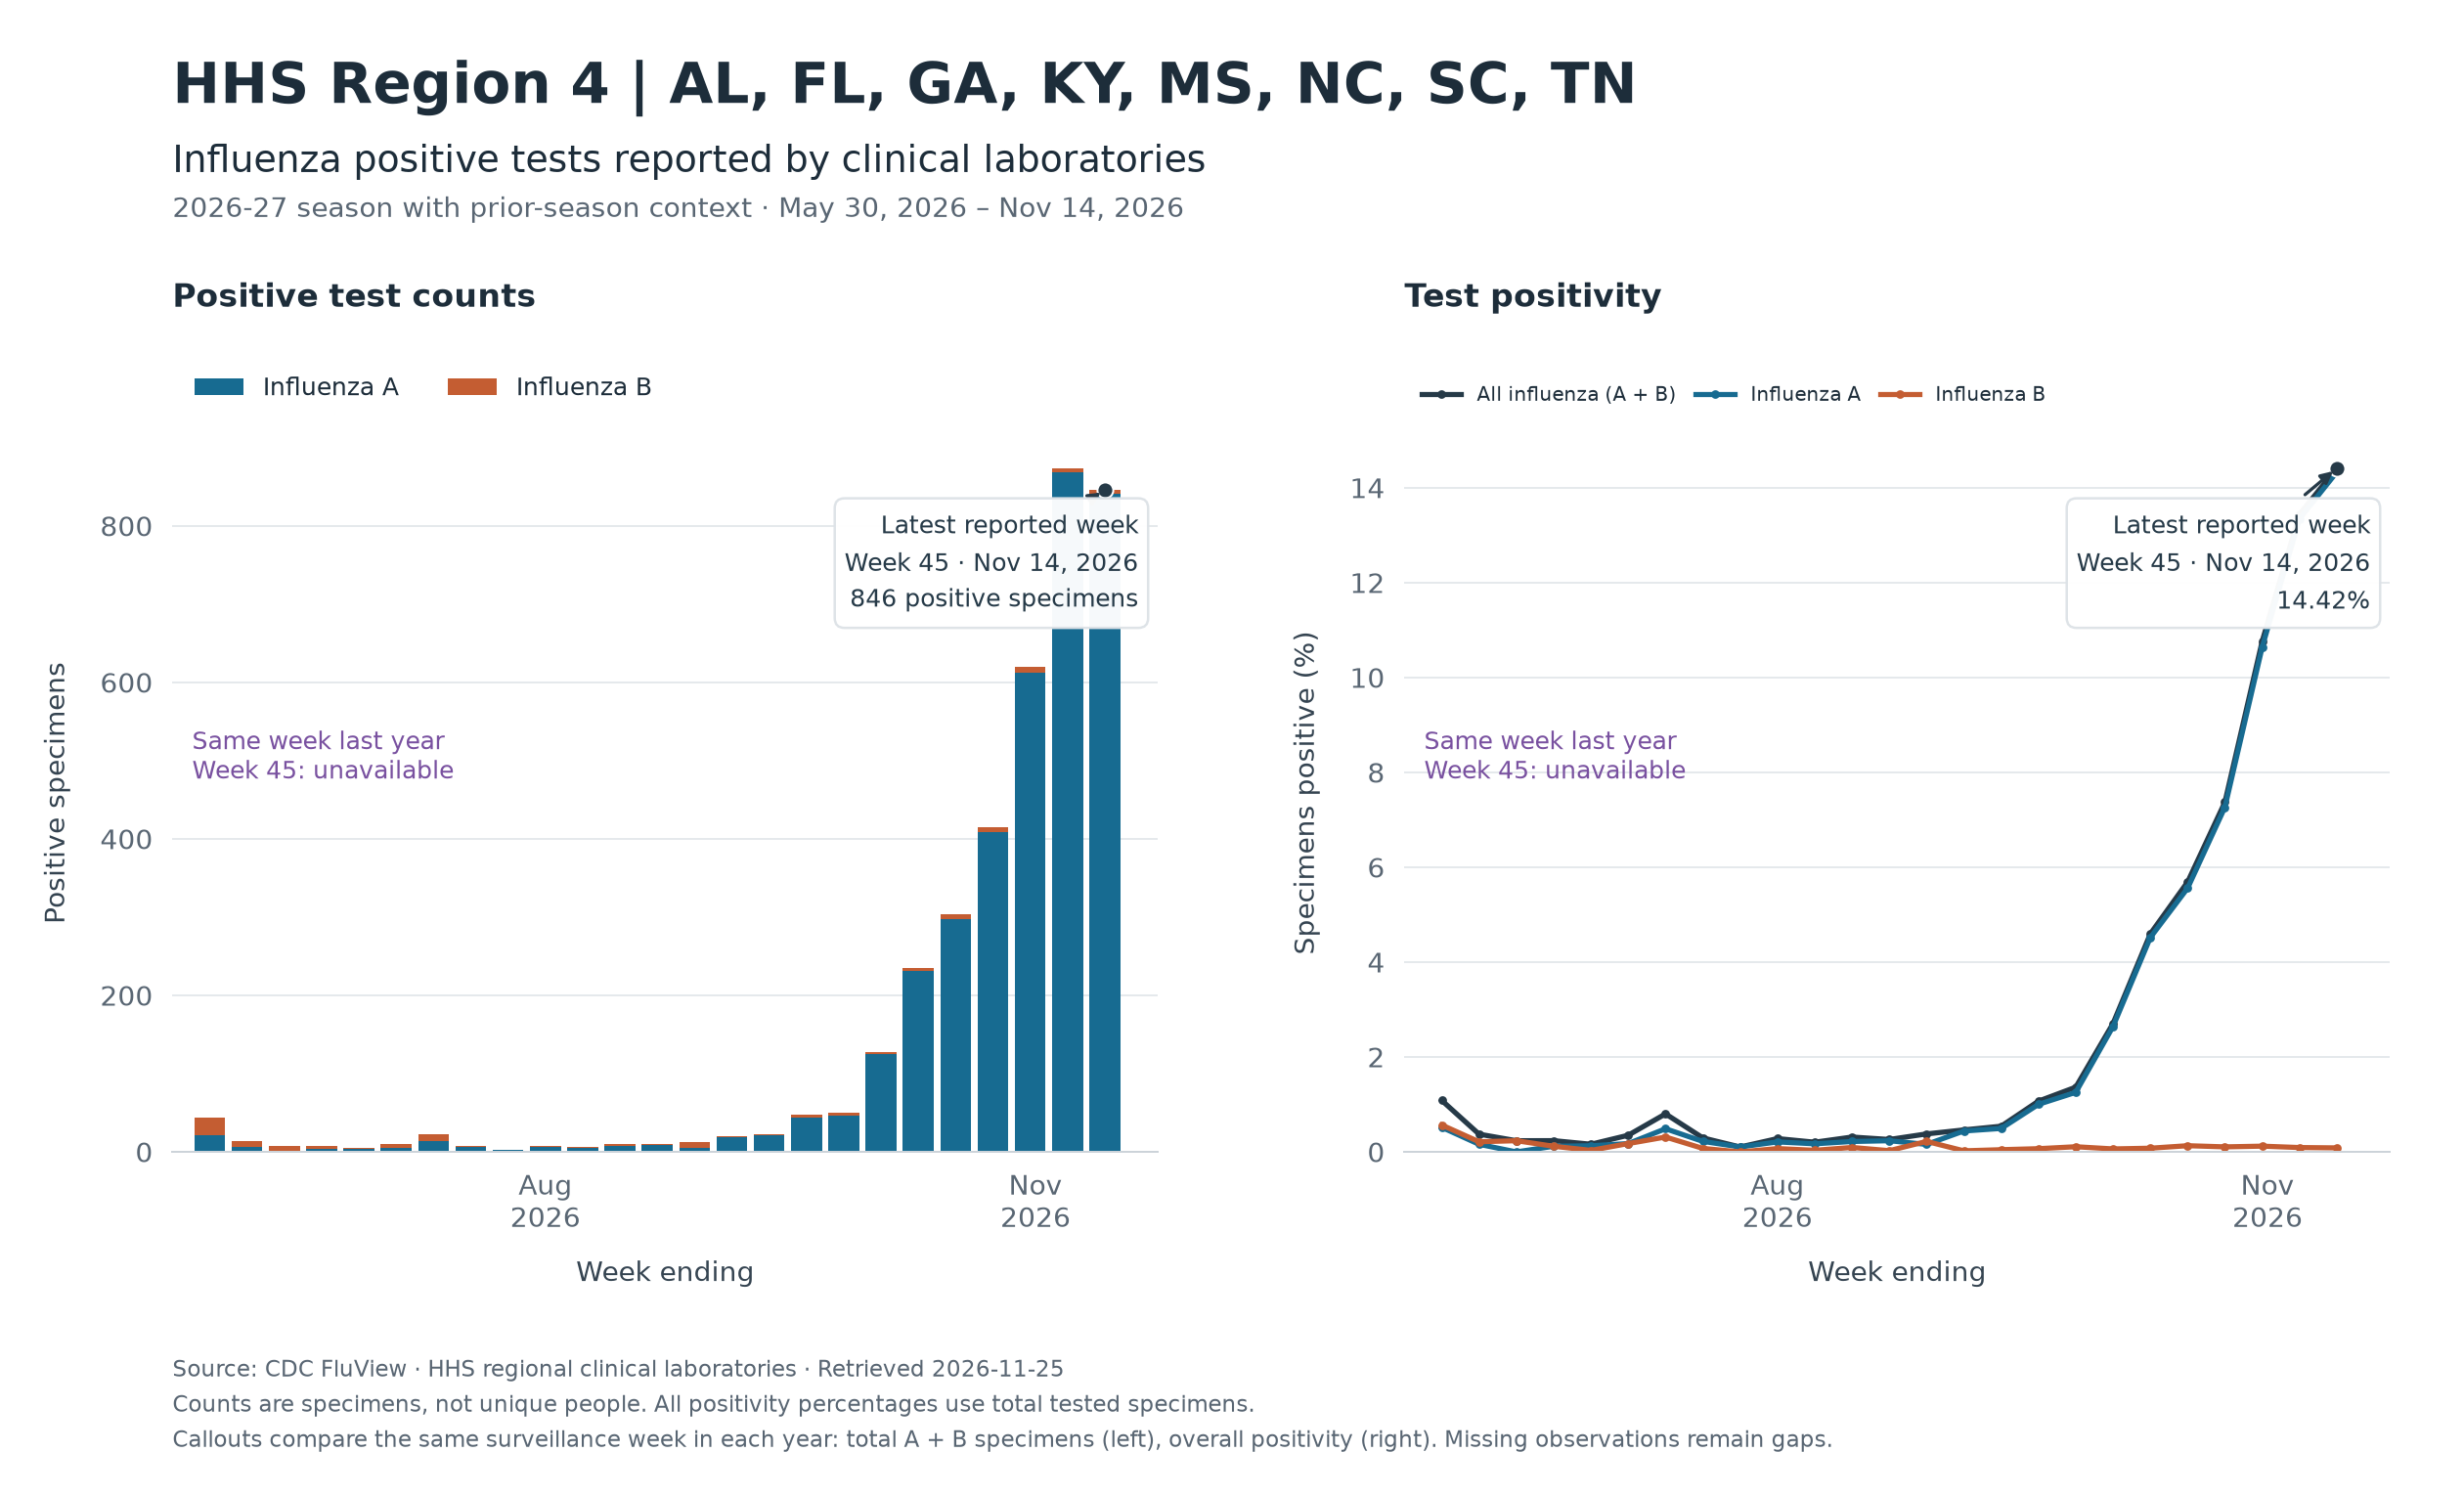 HHS Region 4 | AL, FL, GA, KY, MS, NC, SC, TN
Influenza positive tests reported by clinical laboratories
2026-27 season with prior-season context · May 30, 2026 – Nov 14, 2026
Positive test counts
Influenza A
Influenza B
800
600
400
200
0
Positive specimens
Latest reported week
Week 45 · Nov 14, 2026
846 positive specimens
Same week last year
Week 45: unavailable
Aug
2026
Nov
2026
Week ending
Test positivity
All influenza (A + B)
Influenza A
Influenza B
14
12
10
8
6
4
2
0
Specimens positive (%)
Latest reported week
Week 45 · Nov 14, 2026
14.42%
Same week last year
Week 45: unavailable
Aug
2026
Nov
2026
Week ending
Source: CDC FluView · HHS regional clinical laboratories · Retrieved 2026-11-25
Counts are specimens, not unique people. All positivity percentages use total tested specimens.
Callouts compare the same surveillance week in each year: total A + B specimens (left), overall positivity (right). Missing observations remain gaps.